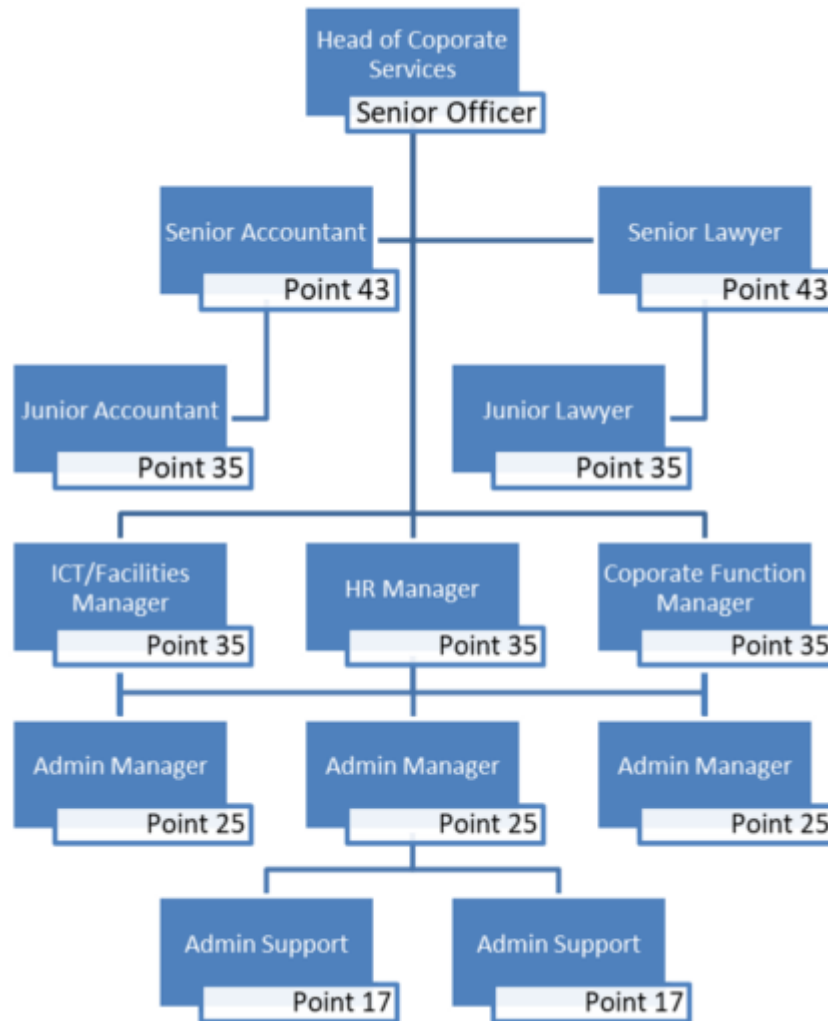 Head of Coporate
Services
Senior Officer
Senior Accountant
Point 43
Senior Lawyer
Point 43
Junior Accountant
Point 35
Junior Lawyer
Point 35
ICT/Facilities
Manager
Point 35
HR Manager
Point 35
Coporate Function
Manager
Point 35
Admin Manager
Point 25
Admin Manager
Point 25
Admin Manager
Point 25
Admin Support
Point 17
Admin Support
Point 17